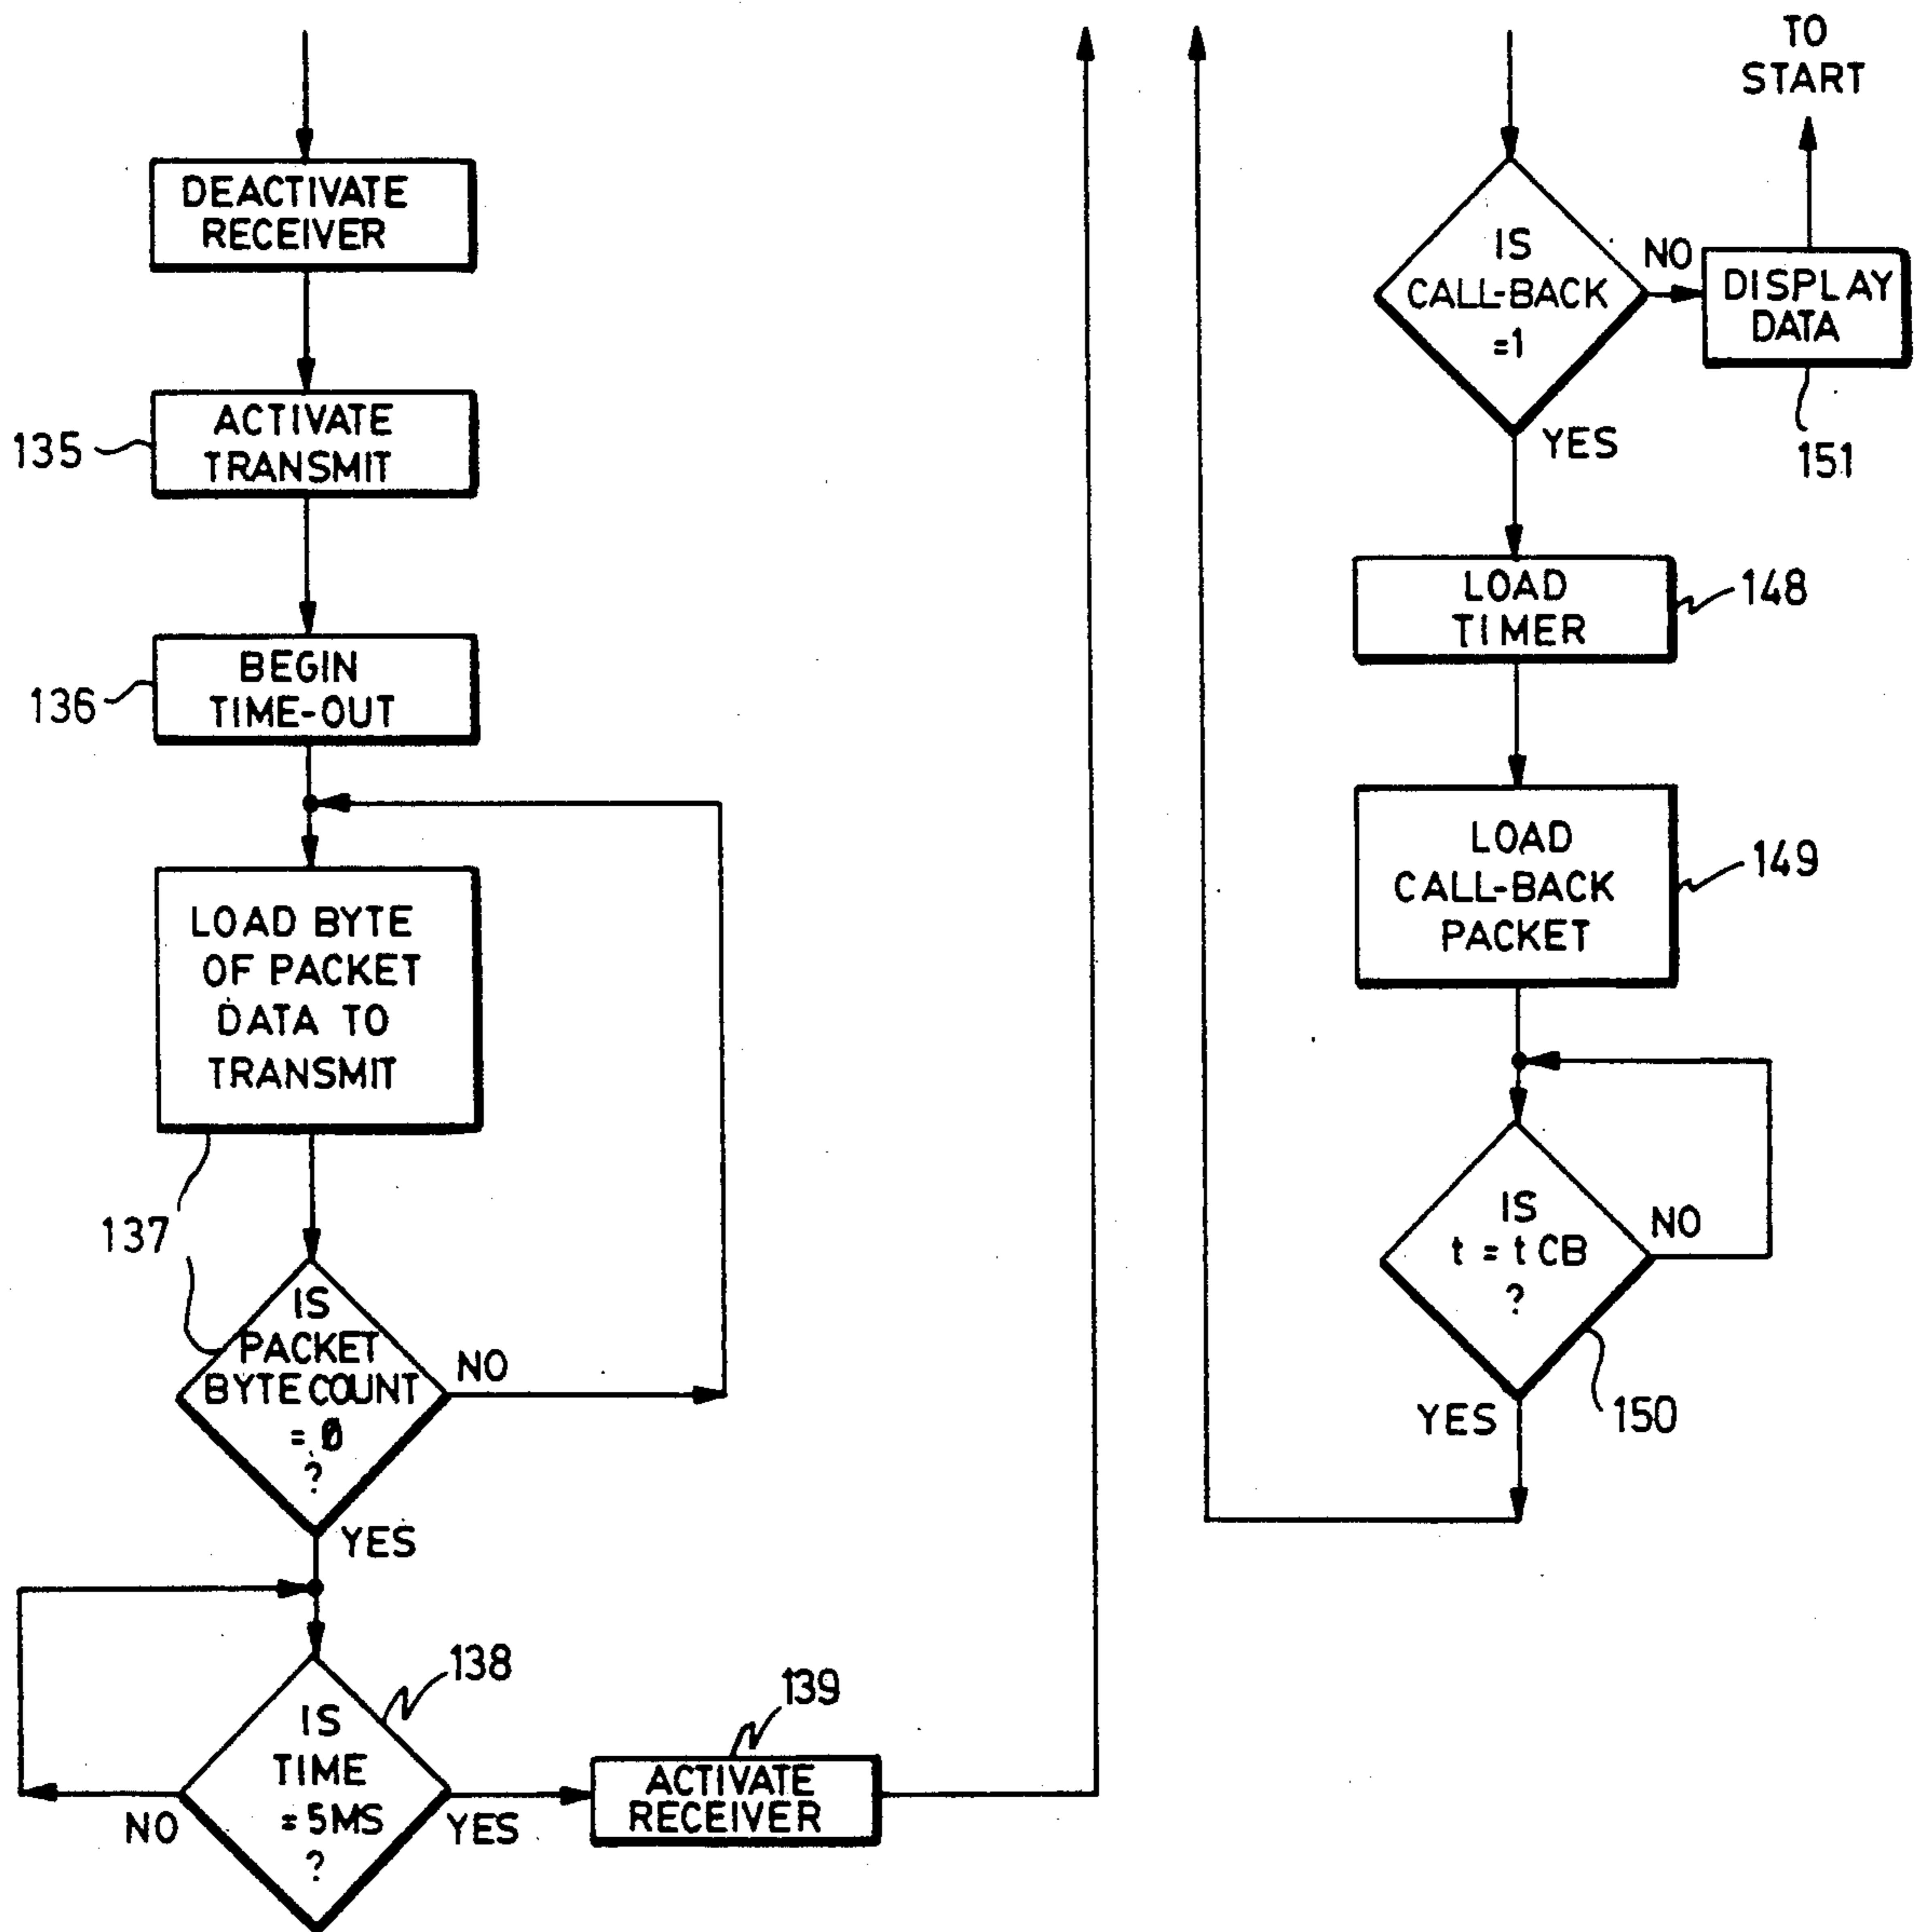 DEACTIVATE
RECEIVER
135
ACTIVATE
TRANSMIT
136
BEGIN
TIME-OUT
LOAD BYTE
OF PACKET
DATA TO
TRANSMIT
137
IS
PACKET
BYTE COUNT
= Ø
?
NO
YES
138
IS
TIME
= 5MS
?
NO
YES
139
ACTIVATE
RECEIVER
TO
START
IS
CALL-BACK
=1
NO
DISPLAY
DATA
151
YES
LOAD
TIMER
148
LOAD
CALL-BACK
PACKET
149
IS
t = tCB
?
NO
YES
150